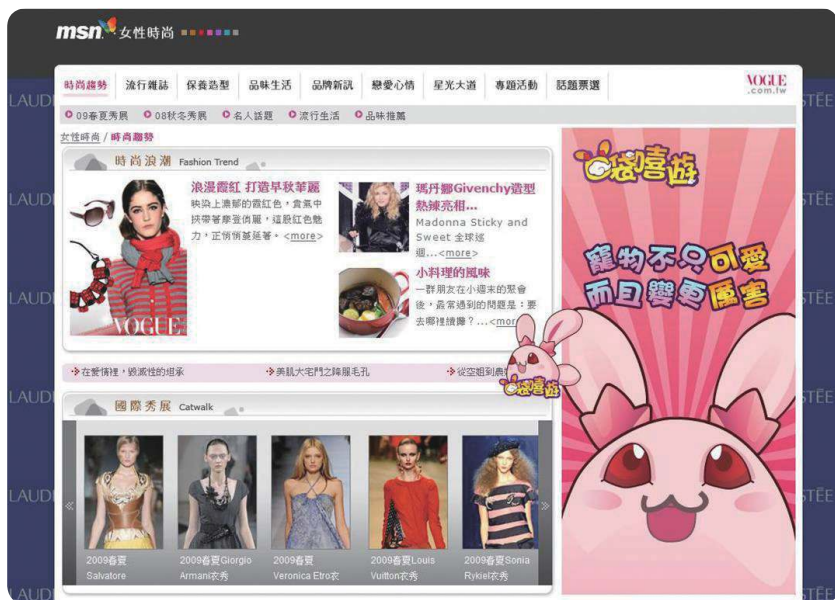 msn 女性時尚
時尚趨勢 流行雜誌 保養造型 品味生活 品牌新訊 戀愛心情 星光大道 專題活動 話題票選
VOGUE
.com.tw
09春夏秀展 08秋冬秀展 名人話題 流行生活 品味推薦
女性時尚 / 時尚趨勢
時尚浪潮 Fashion Trend
浪漫霞紅 打造早秋華麗
映染上濃郁的霞紅色，貴氣中
挾帶著摩登俏麗，這股紅色魅
力，正悄悄蔓延著。<more>
VOGUE
瑪丹娜Givenchy造型
熱辣亮相...
Madonna Sticky and
Sweet 全球巡
迴...<more>
小料理的風味
一群朋友在小週末的聚會
後，最常遇到的問題是：要
去哪裡續攤？...<mor
在愛情裡，毀滅性的坦承 美肌大宅門之降服毛孔 從空姐到農
國際秀展 Catwalk
2009春夏
Salvatore
2009春夏Giorgio
Armani衣秀
2009春夏
Veronica Etro衣
2009春夏Louis
Vuitton衣秀
2009春夏Sonia
Rykiel衣秀
袋嘻遊
寵物不只可愛
而且變更厲害
袋嘻遊
LAUD
STĒE
LAUD
STĒE
LAUD
STĒE
LAUD
STĒE
LAUD
STĒE
LAUD
STĒE